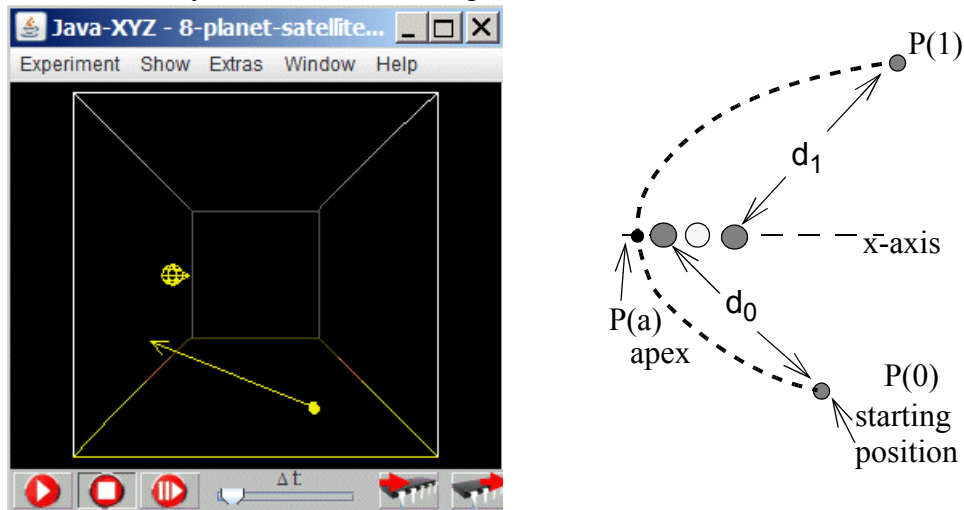 Java-XYZ - 8-planet-satellite...
Experiment Show Extras Window Help
Δt
P(1)
d1
x-axis
d0
P(a)
apex
P(0)
starting
position